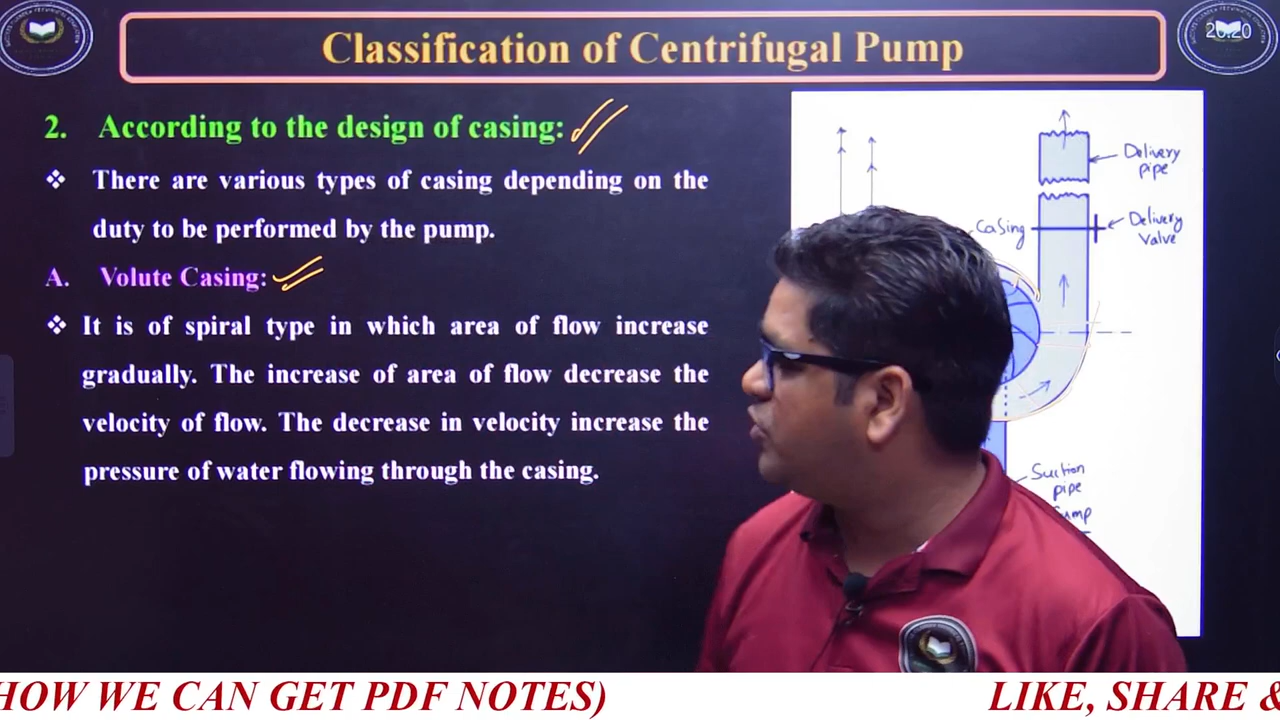 Classification of Centrifugal Pump
20:20
2. According to the design of casing:
❖ There are various types of casing depending on the
duty to be performed by the pump.
A. Volute Casing:
❖ It is of spiral type in which area of flow increase
gradually. The increase of area of flow decrease the
velocity of flow. The decrease in velocity increase the
pressure of water flowing through the casing.
Delivery
pipe
Casing
Delivery
Valve
Suction
pipe
HOW WE CAN GET PDF NOTES)
LIKE, SHARE &